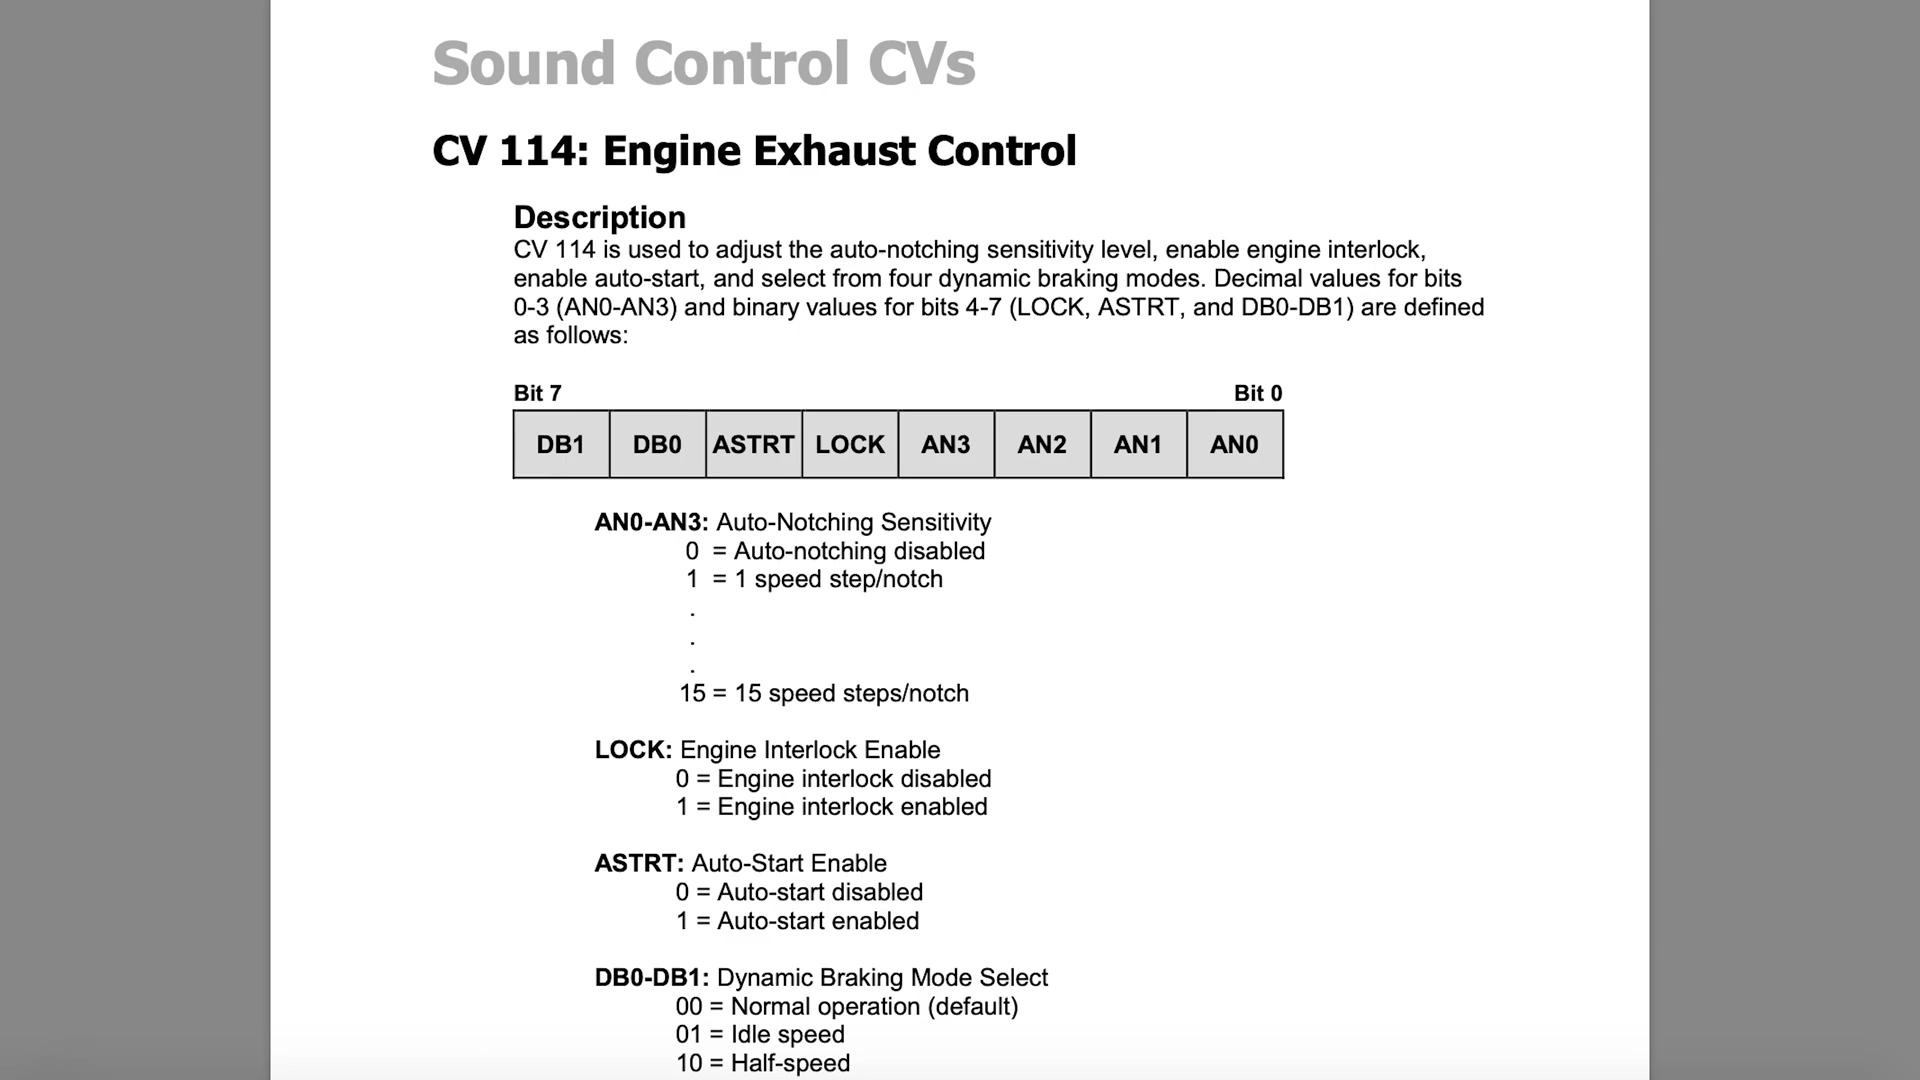 Sound Control CVs
CV 114: Engine Exhaust Control
Description
CV 114 is used to adjust the auto-notching sensitivity level, enable engine interlock,
enable auto-start, and select from four dynamic braking modes. Decimal values for bits
0-3 (AN0-AN3) and binary values for bits 4-7 (LOCK, ASTRT, and DB0-DB1) are defined
as follows:
Bit 7 Bit 0
DB1 DB0 ASTRT LOCK AN3 AN2 AN1 AN0
AN0-AN3: Auto-Notching Sensitivity
0 = Auto-notching disabled
1 = 1 speed step/notch
.
.
.
15 = 15 speed steps/notch
LOCK: Engine Interlock Enable
0 = Engine interlock disabled
1 = Engine interlock enabled
ASTRT: Auto-Start Enable
0 = Auto-start disabled
1 = Auto-start enabled
DB0-DB1: Dynamic Braking Mode Select
00 = Normal operation (default)
01 = Idle speed
10 = Half-speed